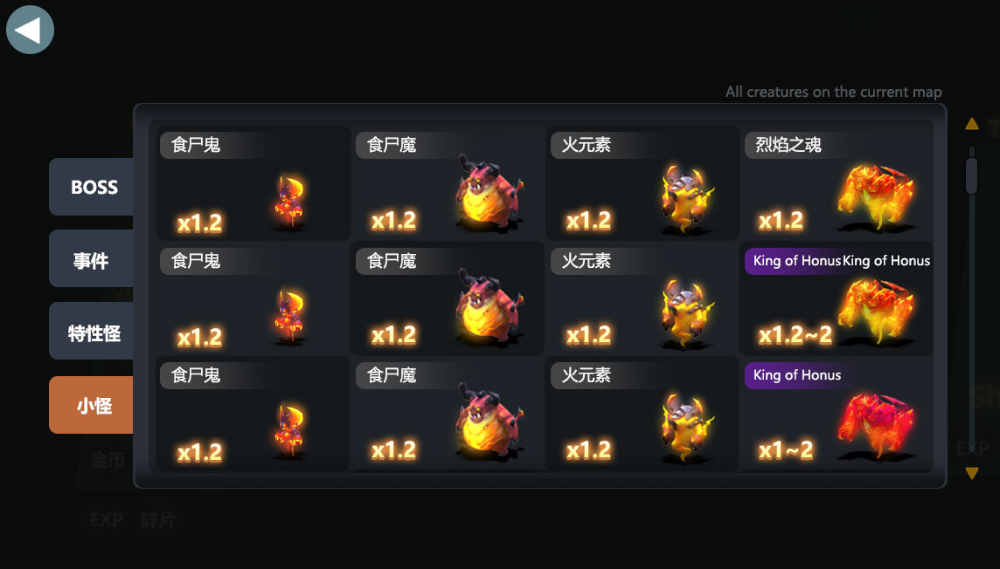 All creatures on the current map
BOSS
事件
特性怪
小怪
食尸鬼
x1.2
食尸魔
x1.2
火元素
x1.2
烈焰之魂
x1.2
食尸鬼
x1.2
食尸魔
x1.2
火元素
x1.2
King of HonusKing of Honus
x1.2~2
食尸鬼
x1.2
食尸魔
x1.2
火元素
x1.2
King of Honus
x1~2
金币
EXP
EXP
碎片